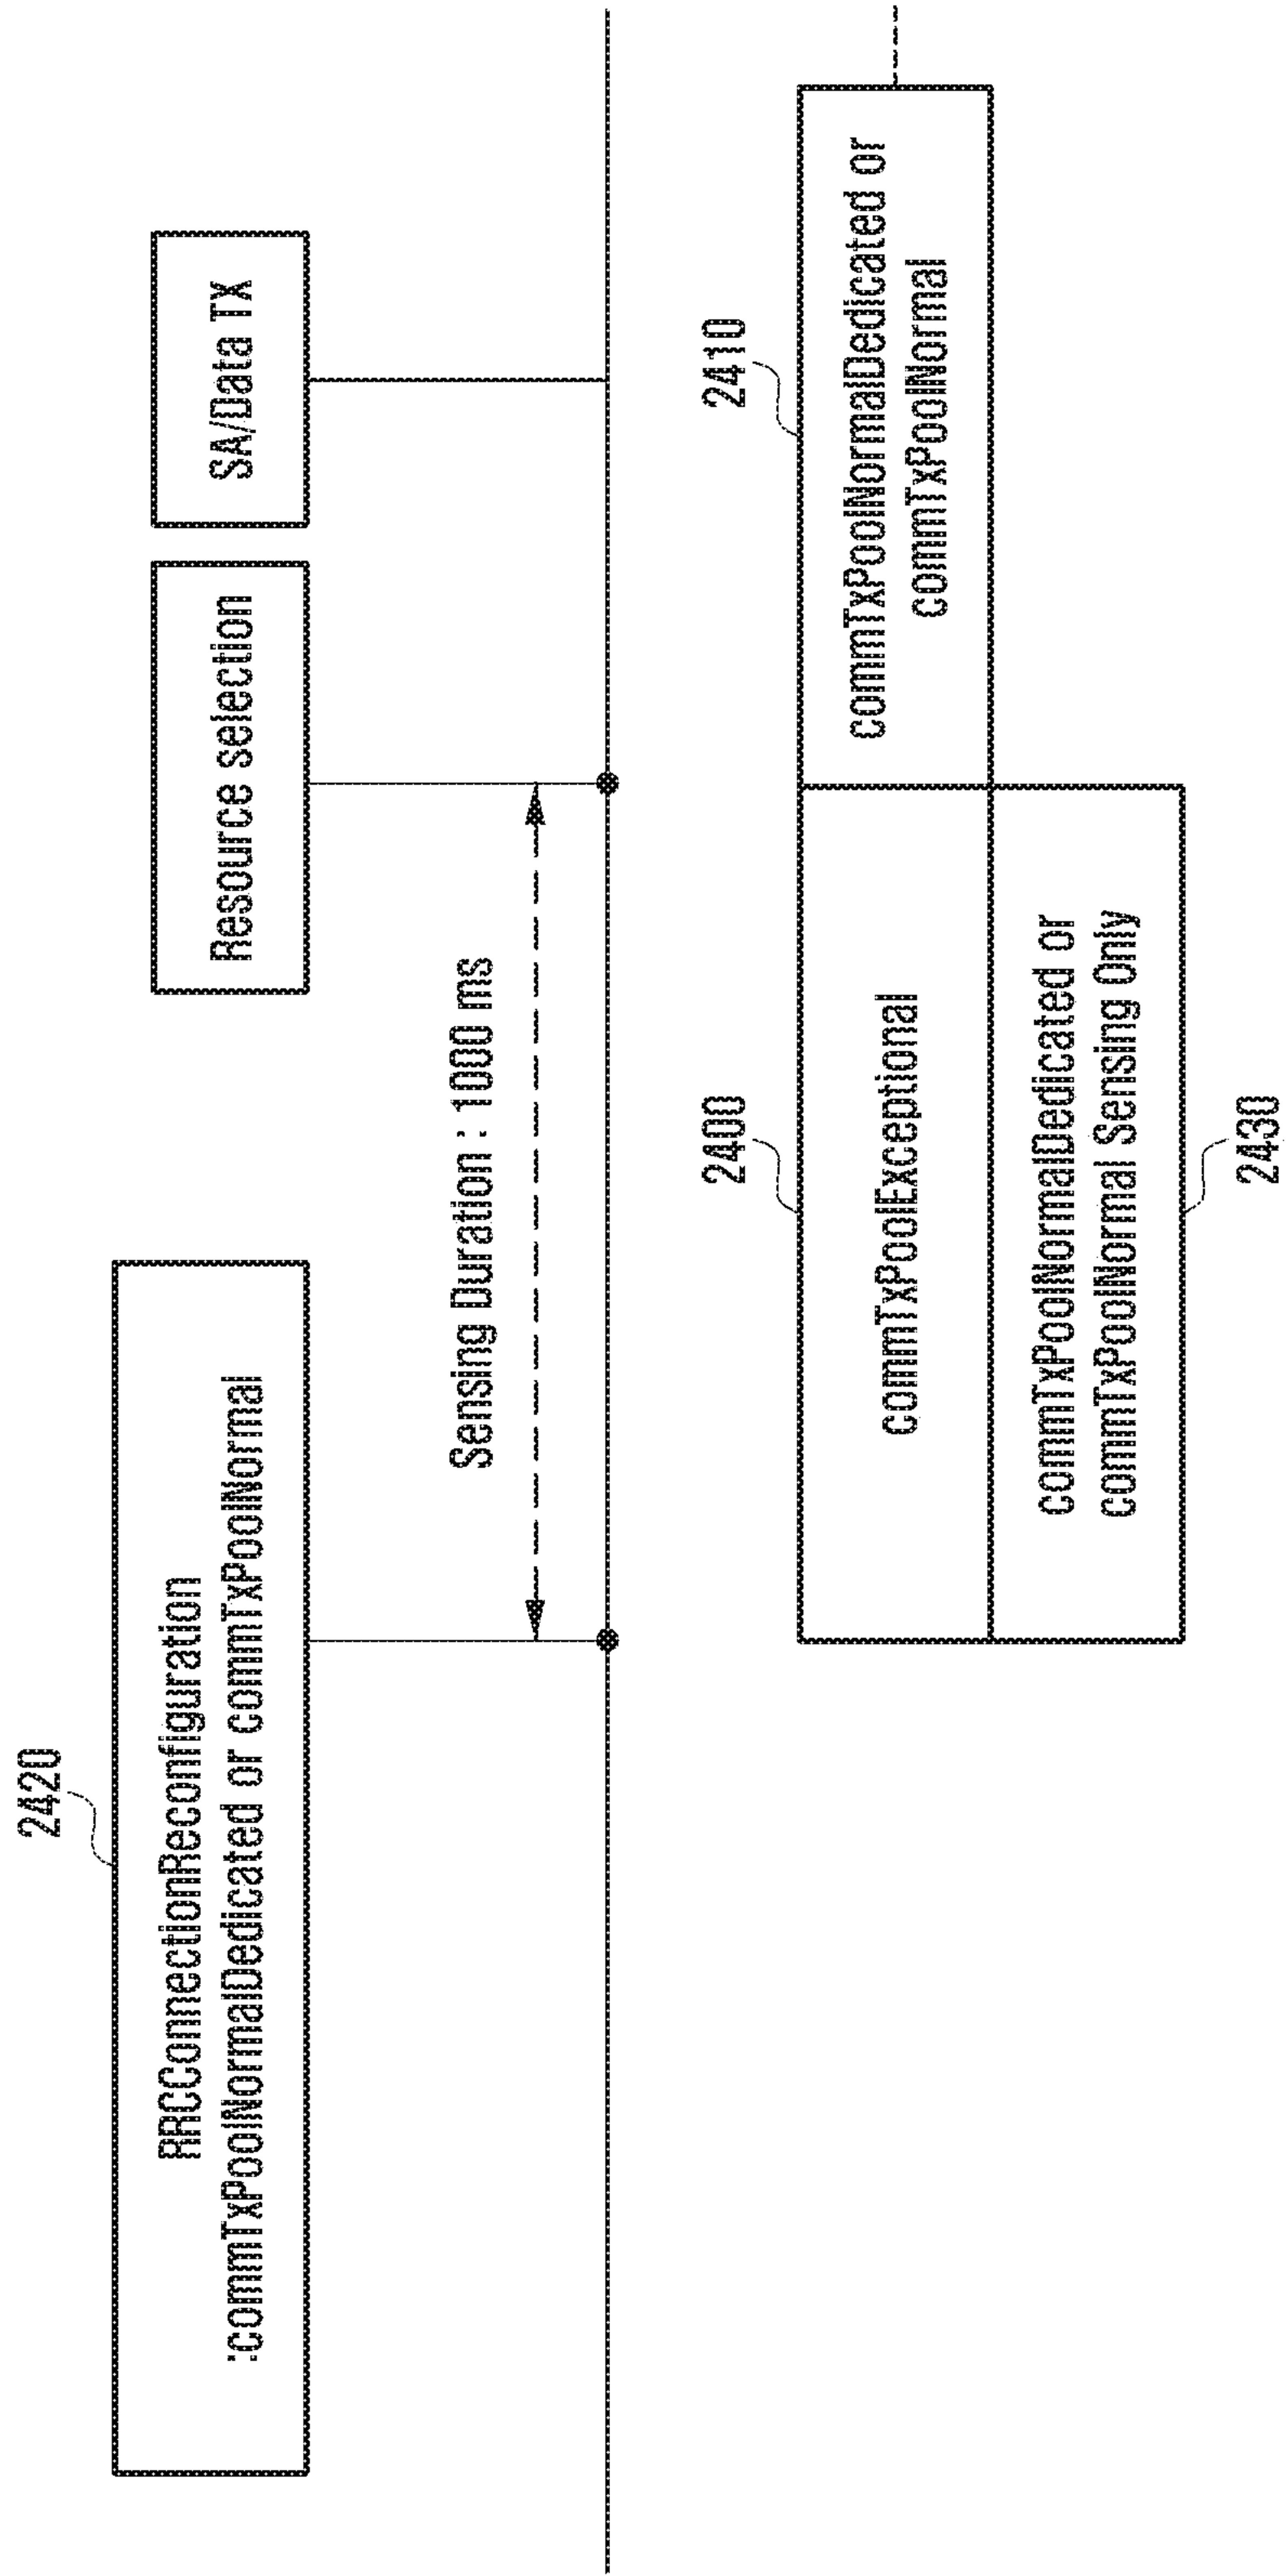 2420
RRCConnectionReconfiguration
:commTxPoolNormalDedicated or commTxPoolNormal
Resource selection
SA/Data TX
Sensing Duration : 1000 ms
2400
2410
commTxPoolExceptional
commTxPoolNormalDedicated or
commTxPoolNormal
commTxPoolNormalDedicated or
commTxPoolNormal Sensing Only
2430